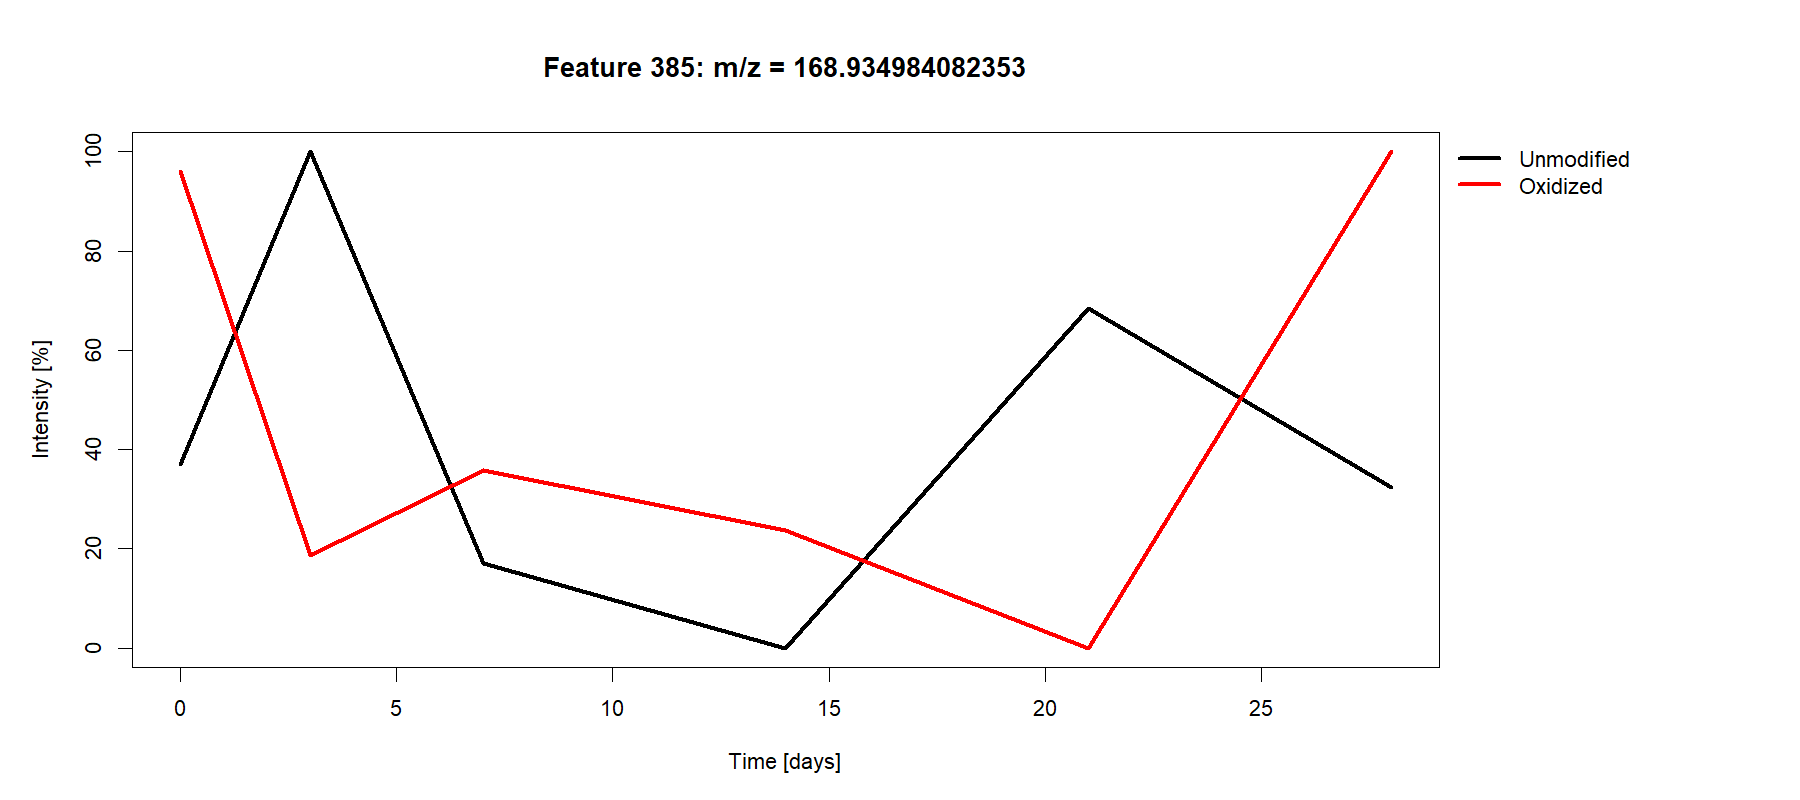 Feature 385: m/z = 168.934984082353
Unmodified
Oxidized
Intensity [%]
100
80
60
40
20
0
0 5 10 15 20 25
Time [days]